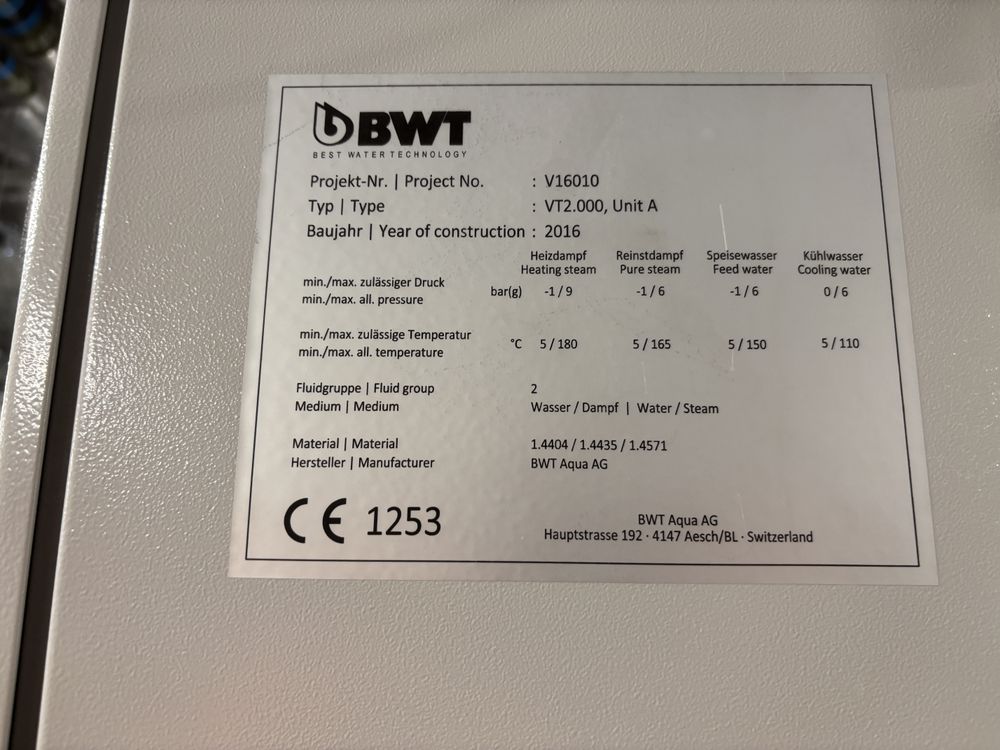 BWT
BEST WATER TECHNOLOGY
Projekt-Nr. | Project No. : V16010
Typ | Type : VT2.000, Unit A
Baujahr | Year of construction : 2016
Heizdampf Reinstdampf Speisewasser Kühlwasser
Heating steam Pure steam Feed water Cooling water
min./max. zulässiger Druck
min./max. all. pressure
bar(g) -1 / 9 -1 / 6 -1 / 6 0 / 6
min./max. zulässige Temperatur
min./max. all. temperature
°C 5 / 180 5 / 165 5 / 150 5 / 110
Fluidgruppe | Fluid group 2
Medium | Medium Wasser / Dampf | Water / Steam
Material | Material 1.4404 / 1.4435 / 1.4571
Hersteller | Manufacturer BWT Aqua AG
CE 1253
BWT Aqua AG
Hauptstrasse 192 · 4147 Aesch/BL · Switzerland